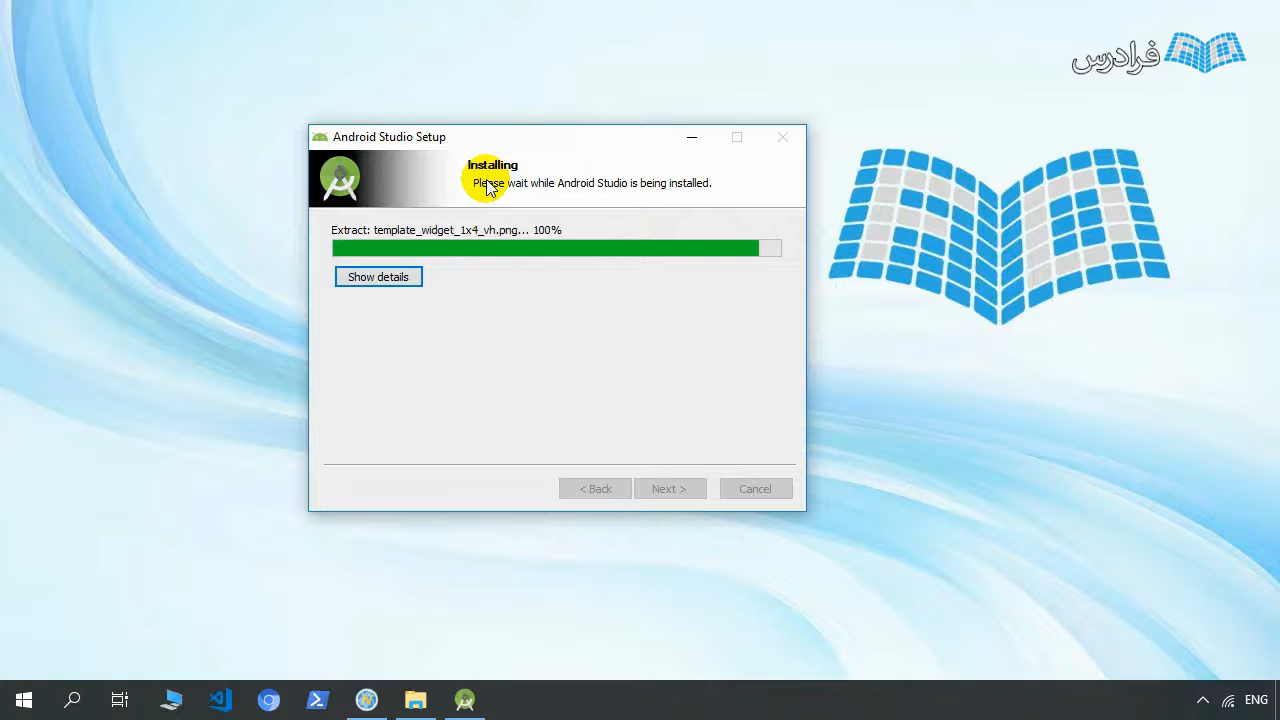 فرادرس
Android Studio Setup
Installing
Please wait while Android Studio is being installed.
Extract: template_widget_1x4_vh.png... 100%
Show details
< Back
Next >
Cancel
ENG